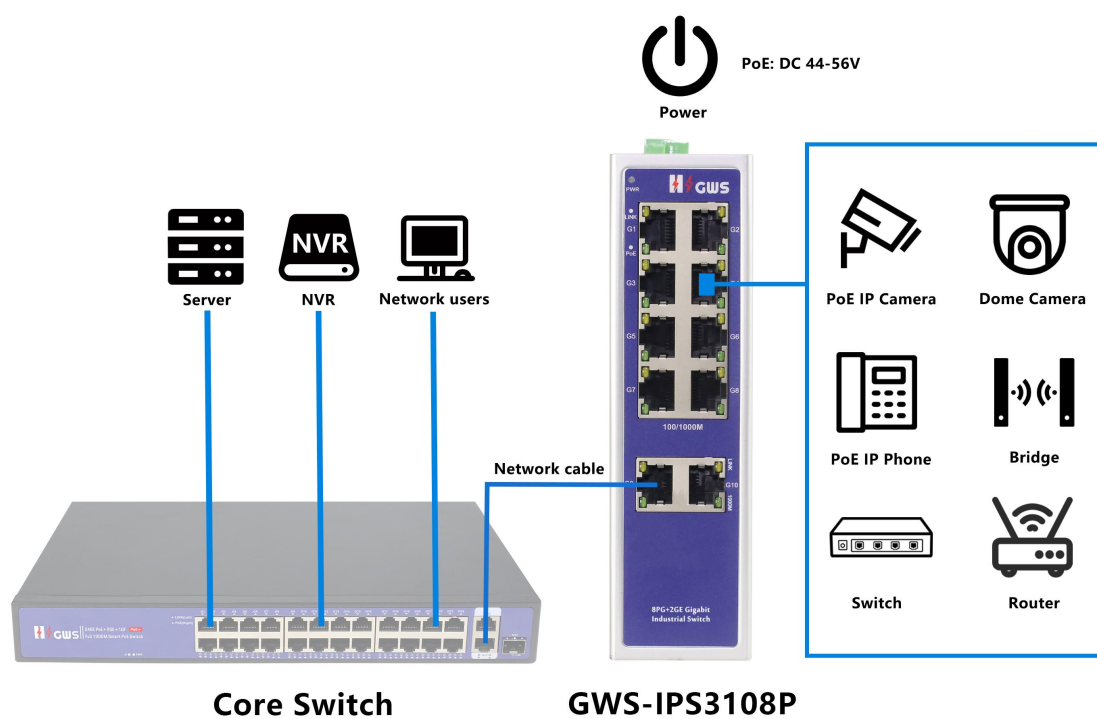 PoE: DC 44-56V
Power
PWR
GWS
LINK
G1
G2
PoE
G3
G5
G6
G7
G8
100/1000M
LINK
G10
1000M
8PG+2GE Gigabit
Industrial Switch
GWS-IPS3108P
NVR
Server
NVR
Network users
Network cable
GWS
Core Switch
PoE IP Camera
Dome Camera
PoE IP Phone
Bridge
Switch
Router